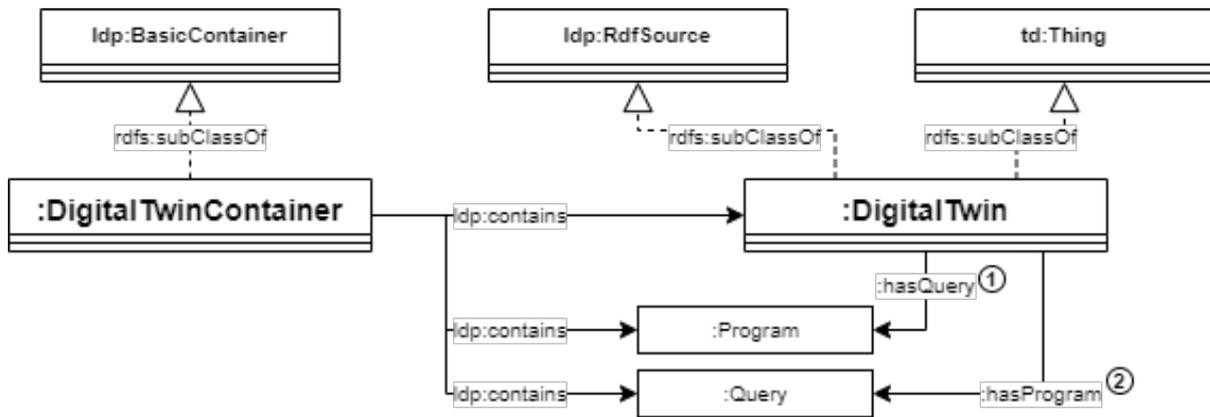 ldp:BasicContainer
ldp:RdfSource
td:Thing
rdfs:subClassOf
rdfs:subClassOf
rdfs:subClassOf
:DigitalTwinContainer
ldp:contains
:DigitalTwin
:hasQuery 1
ldp:contains
:Program
ldp:contains
:Query
:hasProgram 2